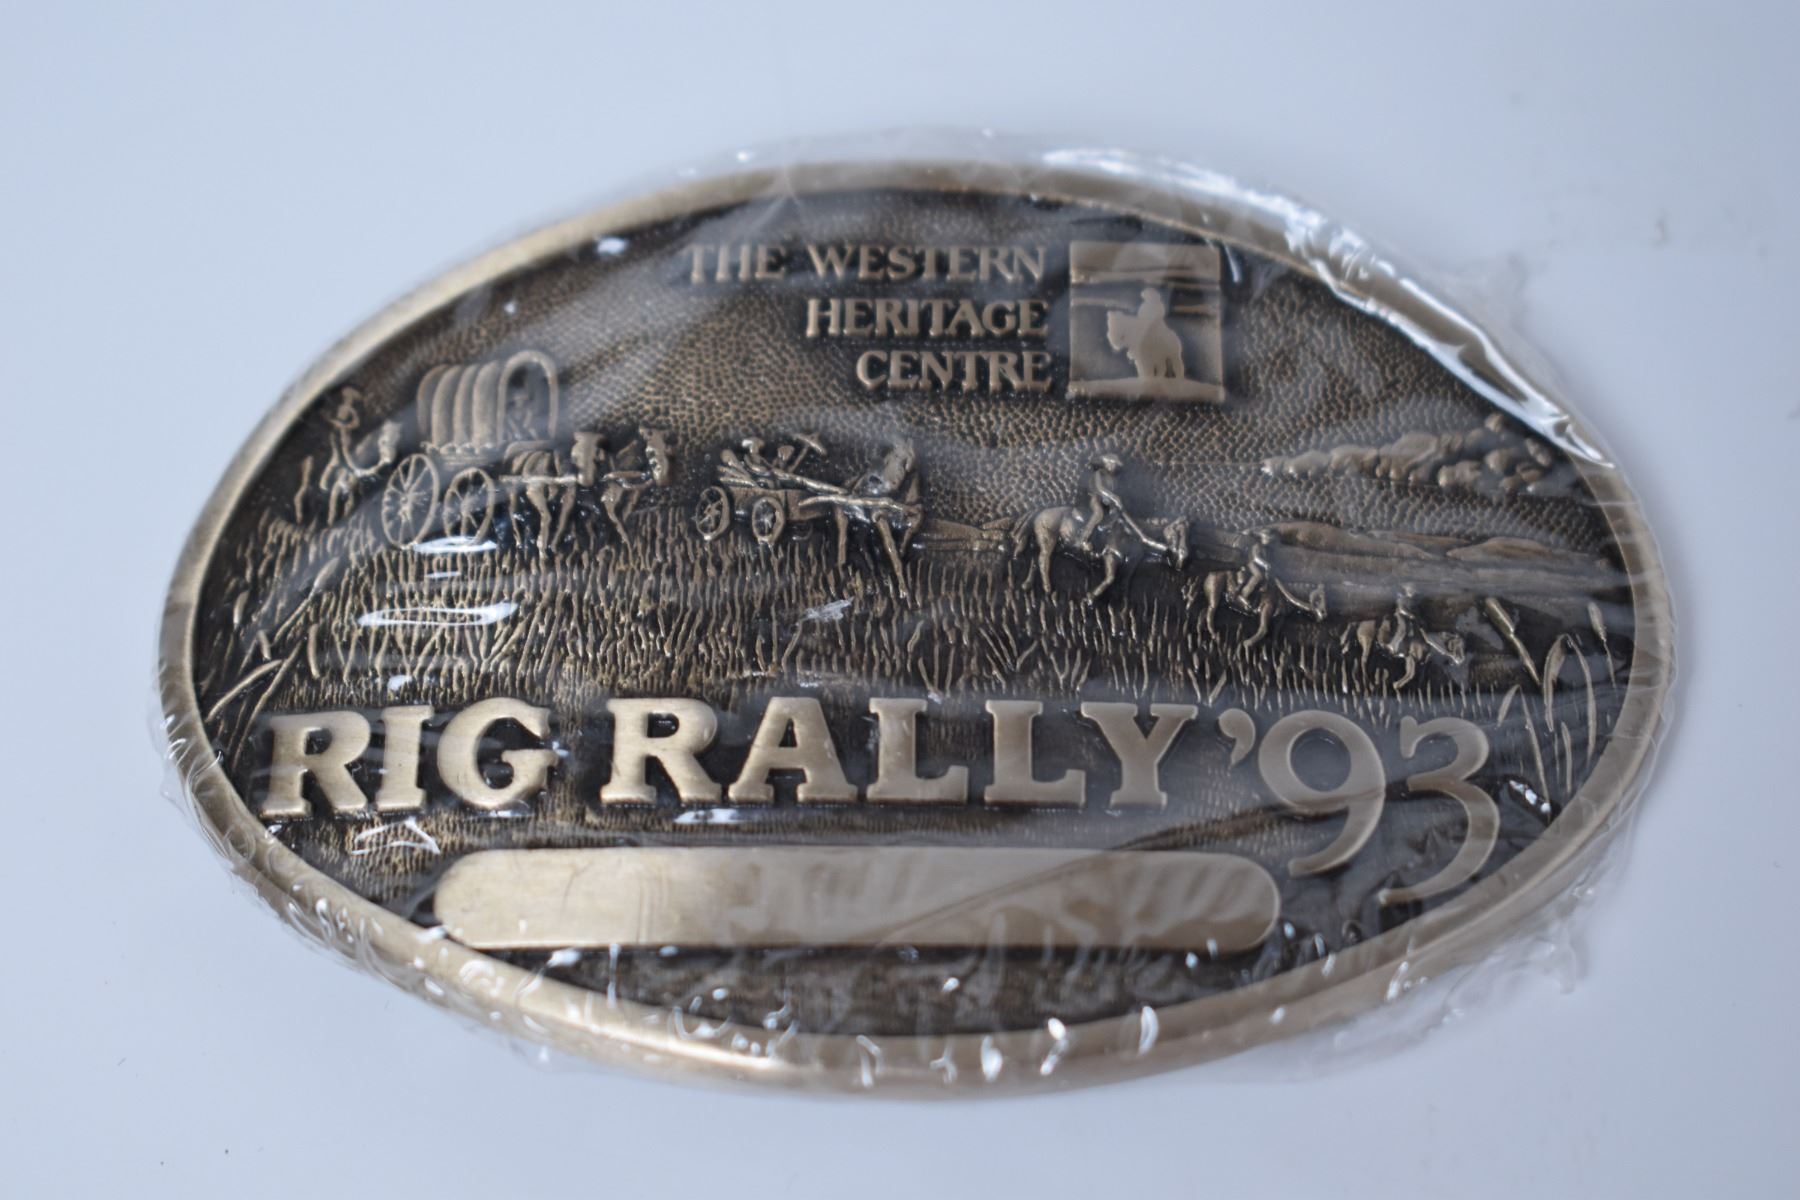 THE WESTERN
HERITAGE
CENTRE
RIG RALLY '93